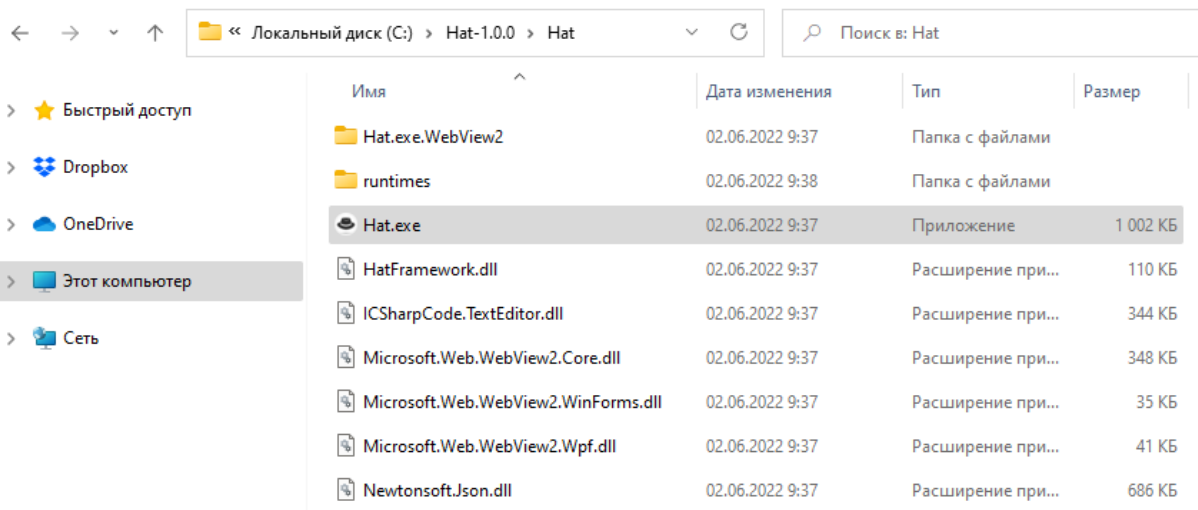 « Локальный диск (C:) > Hat-1.0.0 > Hat
Поиск в: Hat
Имя Дата изменения Тип Размер
Быстрый доступ
Dropbox
OneDrive
Этот компьютер
Сеть
Hat.exe.WebView2 02.06.2022 9:37 Папка с файлами
runtimes 02.06.2022 9:38 Папка с файлами
Hat.exe 02.06.2022 9:37 Приложение 1 002 КБ
HatFramework.dll 02.06.2022 9:37 Расширение при... 110 КБ
ICSharpCode.TextEditor.dll 02.06.2022 9:37 Расширение при... 344 КБ
Microsoft.Web.WebView2.Core.dll 02.06.2022 9:37 Расширение при... 348 КБ
Microsoft.Web.WebView2.WinForms.dll 02.06.2022 9:37 Расширение при... 35 КБ
Microsoft.Web.WebView2.Wpf.dll 02.06.2022 9:37 Расширение при... 41 КБ
Newtonsoft.Json.dll 02.06.2022 9:37 Расширение при... 686 КБ